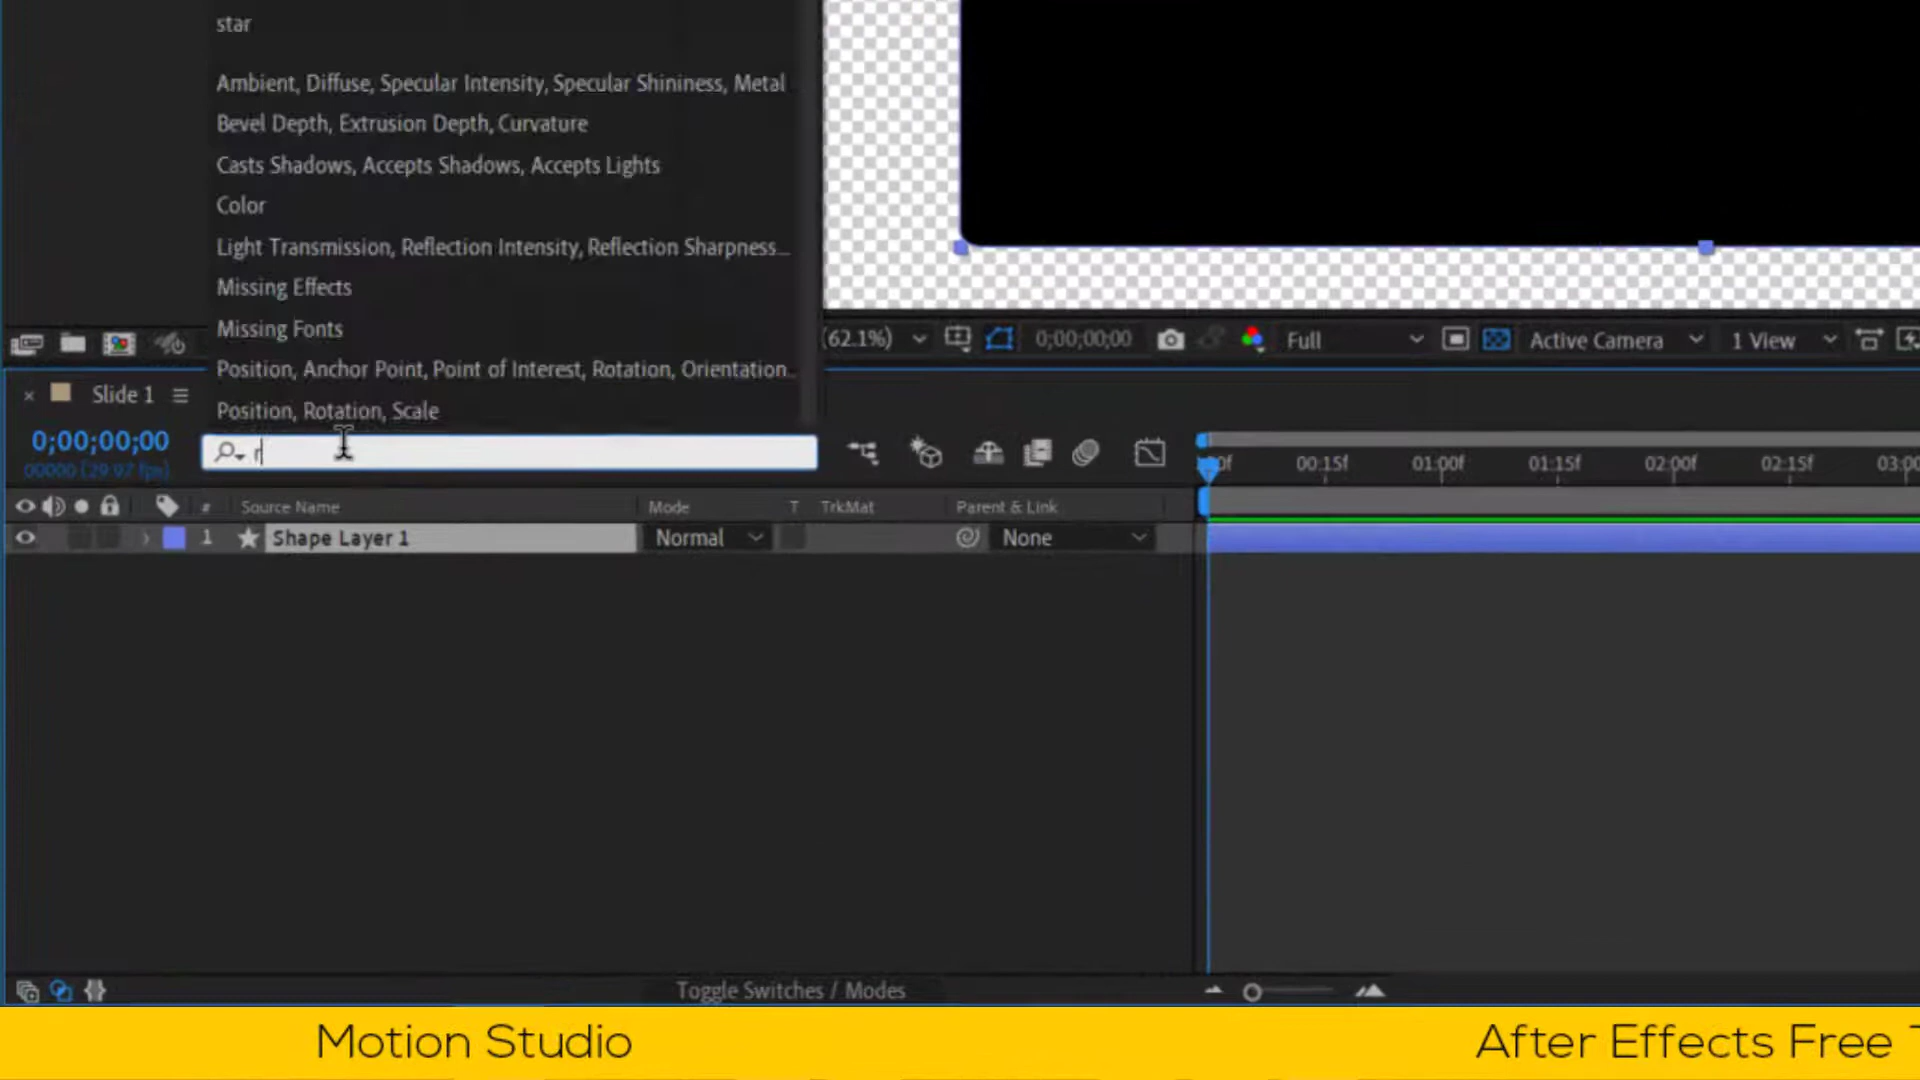 star
Ambient, Diffuse, Specular Intensity, Specular Shininess, Metal
Bevel Depth, Extrusion Depth, Curvature
Casts Shadows, Accepts Shadows, Accepts Lights
Color
Light Transmission, Reflection Intensity, Reflection Sharpness...
Missing Effects
Missing Fonts
Position, Anchor Point, Point of Interest, Rotation, Orientation...
Position, Rotation, Scale
(62.1%) 0;00;00;00 Full Active Camera 1 View
× Slide 1
0;00;00;00
00000 (29.97 fps)
r
00:15f 01:00f 01:15f 02:00f 02:15f
# Source Name Mode T TrkMat Parent & Link
1 Shape Layer 1 Normal None
Toggle Switches / Modes
Motion Studio After Effects Free